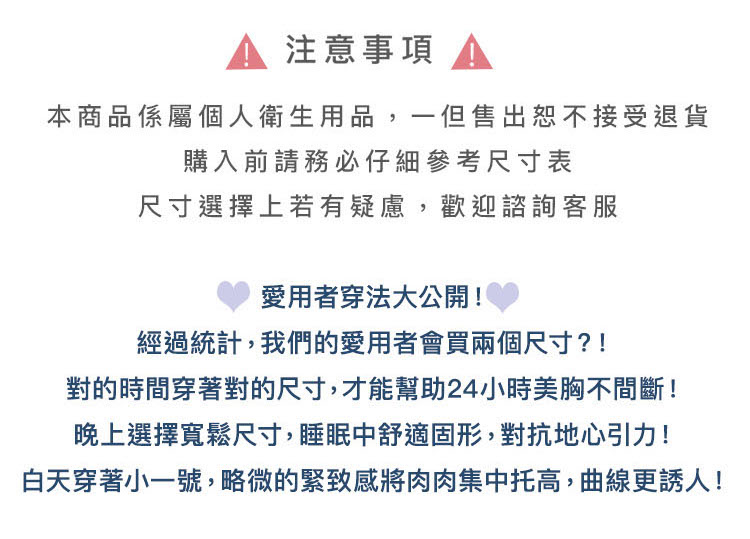 注意事項
本商品係屬個人衛生用品，一但售出恕不接受退貨
購入前請務必仔細參考尺寸表
尺寸選擇上若有疑慮，歡迎諮詢客服
愛用者穿法大公開！
經過統計，我們的愛用者會買兩個尺寸？！
對的時間穿著對的尺寸，才能幫助24小時美胸不間斷！
晚上選擇寬鬆尺寸，睡眠中舒適固形，對抗地心引力！
白天穿著小一號，略微的緊致感將肉肉集中托高，曲線更誘人！